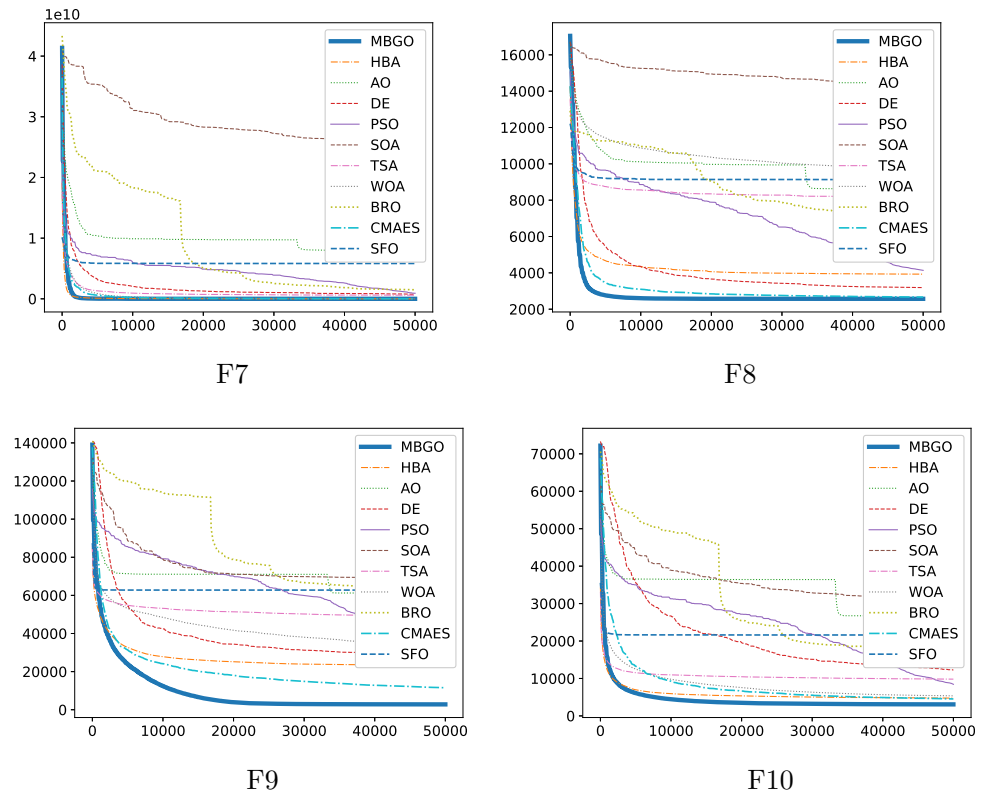 1e10
4
3
2
1
0
0 10000 20000 30000 40000 50000
MBGO
HBA
AO
DE
PSO
SOA
TSA
WOA
BRO
CMAES
SFO
F7
16000
14000
12000
10000
8000
6000
4000
2000
0 10000 20000 30000 40000 50000
MBGO
HBA
AO
DE
PSO
SOA
TSA
WOA
BRO
CMAES
SFO
F8
140000
120000
100000
80000
60000
40000
20000
0
0 10000 20000 30000 40000 50000
MBGO
HBA
AO
DE
PSO
SOA
TSA
WOA
BRO
CMAES
SFO
F9
70000
60000
50000
40000
30000
20000
10000
0
0 10000 20000 30000 40000 50000
MBGO
HBA
AO
DE
PSO
SOA
TSA
WOA
BRO
CMAES
SFO
F10